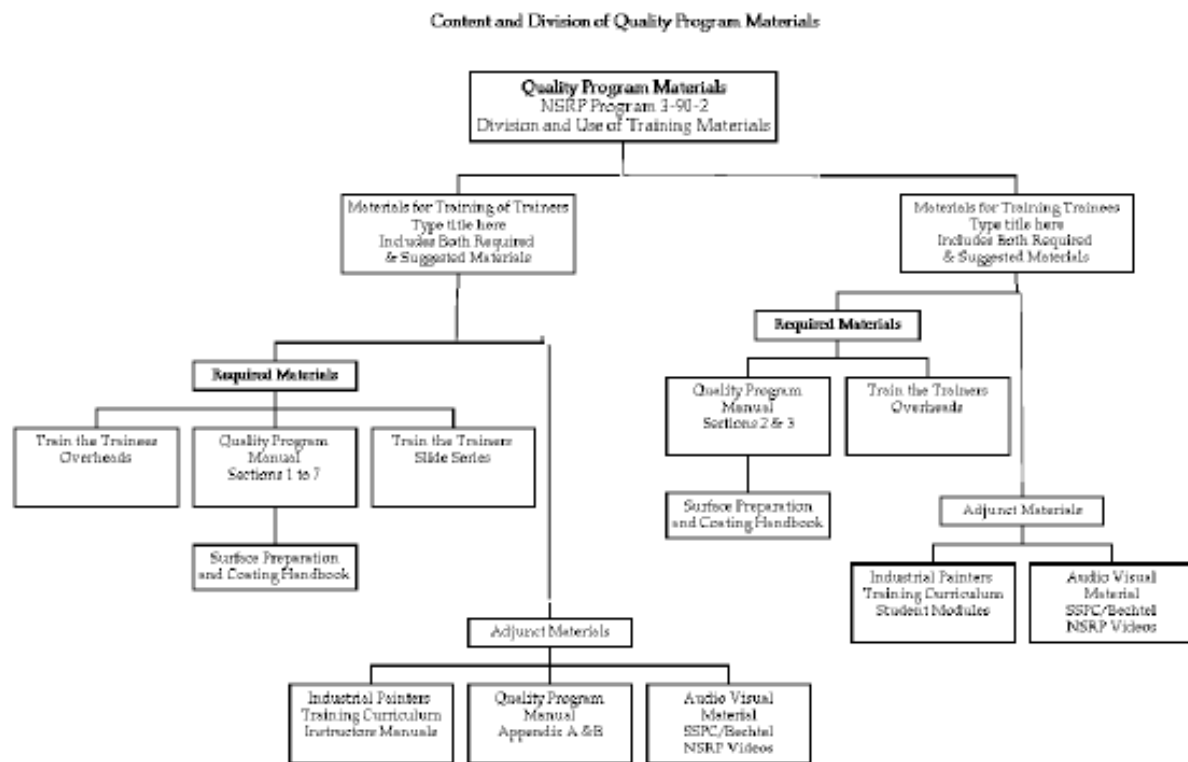 Content and Division of Quality Program Materials
Quality Program Materials
NSRP Program 3-90-2
Division and Use of Training Materials
Materials for Training of Trainers
Type title here
Includes Both Required
& Suggested Materials
Materials for Training Trainees
Type title here
Includes Both Required
& Suggested Materials
Required Materials
Train the Trainees
Overheads
Quality Program
Manual
Sections 1 to 7
Train the Trainers
Slide Series
Surface Preparation
and Coating Handbook
Adjunct Materials
Industrial Painters
Training Curriculum
Instructors Manuals
Quality Program
Manual
Appendix A & B
Audio Visual
Material
SSPC/Bechtel
NSRP Videos
Required Materials
Quality Program
Manual
Sections 2 & 3
Train the Trainers
Overheads
Surface Preparation
and Coating Handbook
Adjunct Materials
Industrial Painters
Training Curriculum
Student Modules
Audio Visual
Material
SSPC/Bechtel
NSRP Videos